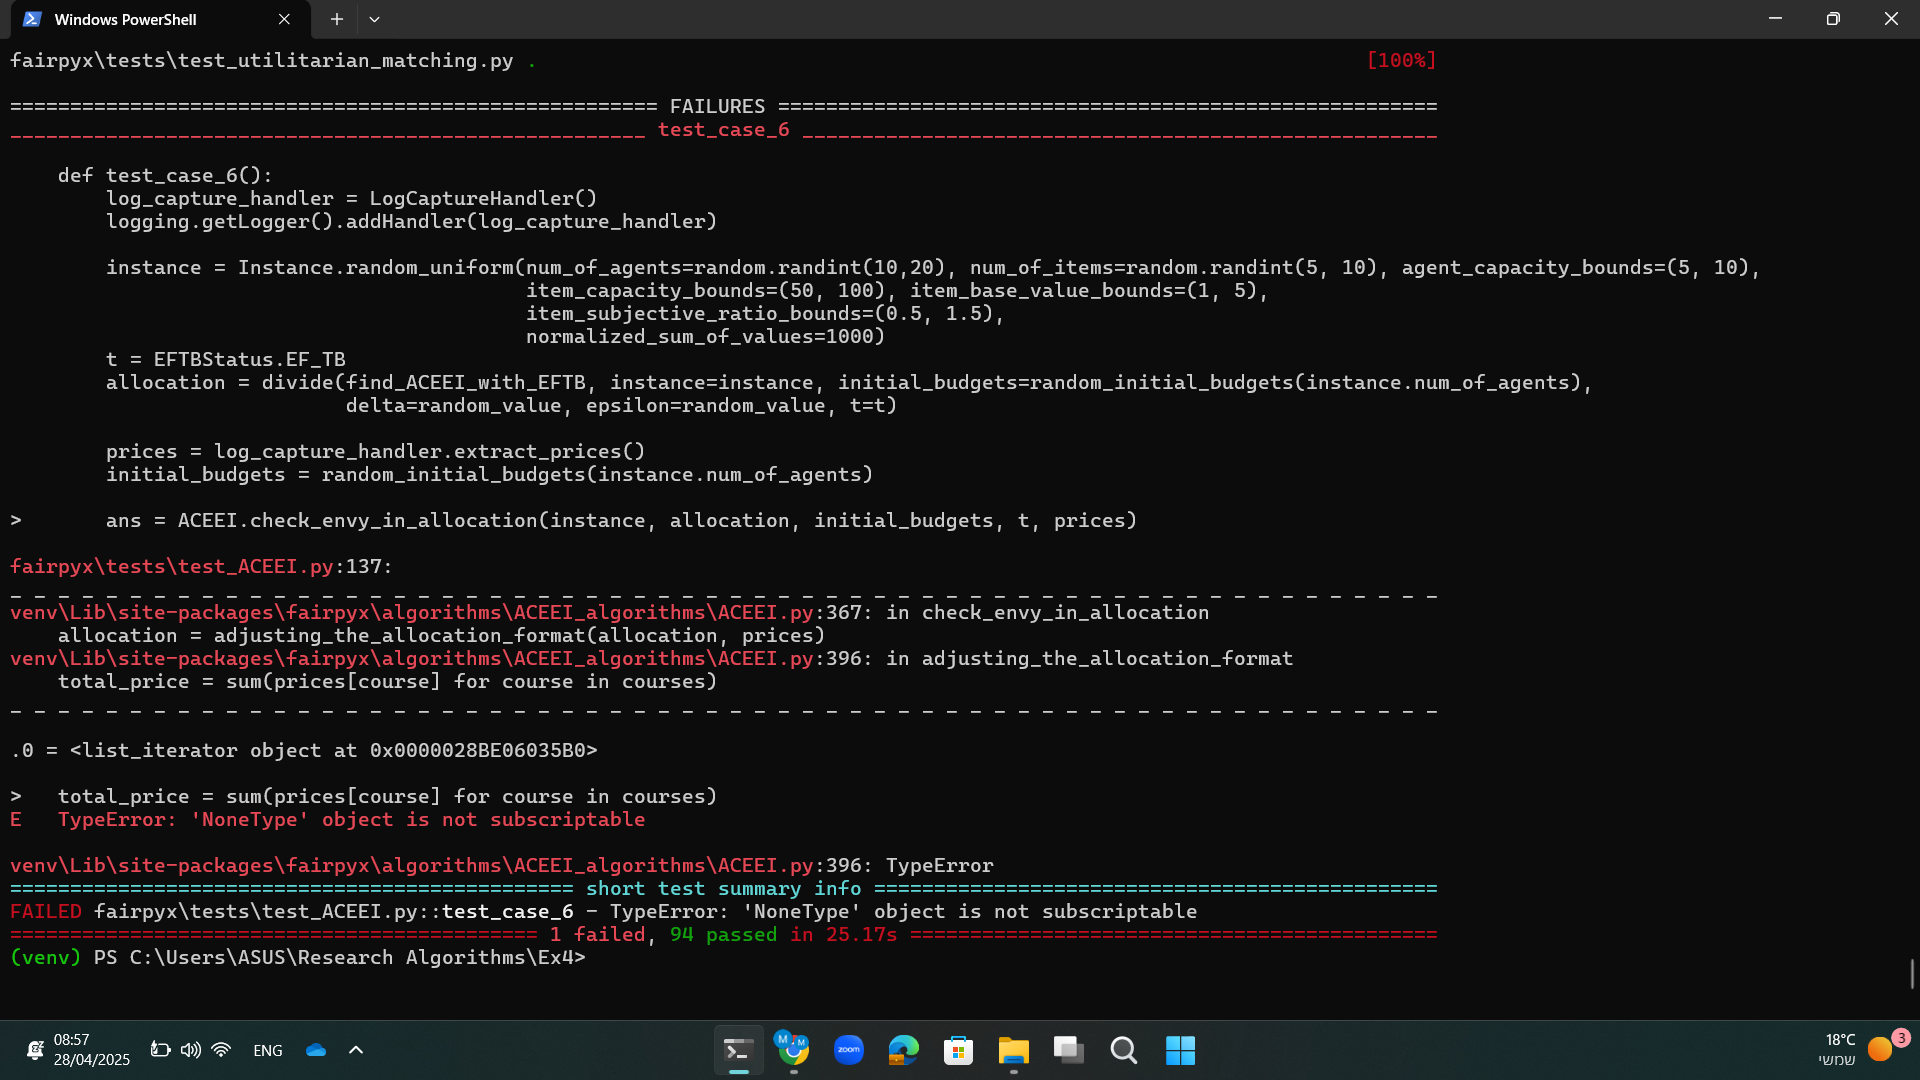 Windows PowerShell
fairpyx\tests\test_utilitarian_matching.py . [100%]
====================================================== FAILURES =======================================================
_____________________________________________________ test_case_6 _____________________________________________________
def test_case_6():
log_capture_handler = LogCaptureHandler()
logging.getLogger().addHandler(log_capture_handler)
instance = Instance.random_uniform(num_of_agents=random.randint(10,20), num_of_items=random.randint(5, 10), agent_capacity_bounds=(5, 10),
item_capacity_bounds=(50, 100), item_base_value_bounds=(1, 5),
item_subjective_ratio_bounds=(0.5, 1.5),
normalized_sum_of_values=1000)
t = EFTBStatus.EF_TB
allocation = divide(find_ACEEI_with_EFTB, instance=instance, initial_budgets=random_initial_budgets(instance.num_of_agents),
delta=random_value, epsilon=random_value, t=t)
prices = log_capture_handler.extract_prices()
initial_budgets = random_initial_budgets(instance.num_of_agents)
> ans = ACEEI.check_envy_in_allocation(instance, allocation, initial_budgets, t, prices)
fairpyx\tests\test_ACEEI.py:137:
_ _ _ _ _ _ _ _ _ _ _ _ _ _ _ _ _ _ _ _ _ _ _ _ _ _ _ _ _ _ _ _ _ _ _ _ _ _ _ _ _ _ _ _ _ _ _ _ _ _ _ _ _ _ _ _ _ _ _ _
venv\Lib\site-packages\fairpyx\algorithms\ACEEI_algorithms\ACEEI.py:367: in check_envy_in_allocation
allocation = adjusting_the_allocation_format(allocation, prices)
venv\Lib\site-packages\fairpyx\algorithms\ACEEI_algorithms\ACEEI.py:396: in adjusting_the_allocation_format
total_price = sum(prices[course] for course in courses)
_ _ _ _ _ _ _ _ _ _ _ _ _ _ _ _ _ _ _ _ _ _ _ _ _ _ _ _ _ _ _ _ _ _ _ _ _ _ _ _ _ _ _ _ _ _ _ _ _ _ _ _ _ _ _ _ _ _ _ _
.0 = <list_iterator object at 0x0000028BE06035B0>
> total_price = sum(prices[course] for course in courses)
E TypeError: 'NoneType' object is not subscriptable
venv\Lib\site-packages\fairpyx\algorithms\ACEEI_algorithms\ACEEI.py:396: TypeError
=============================================== short test summary info ===============================================
FAILED fairpyx\tests\test_ACEEI.py::test_case_6 - TypeError: 'NoneType' object is not subscriptable
============================================ 1 failed, 94 passed in 25.17s ============================================
(venv) PS C:\Users\ASUS\Research Algorithms\Ex4>
08:57
28/04/2025
ENG
M
M
zoom
18°C
שמשי
3